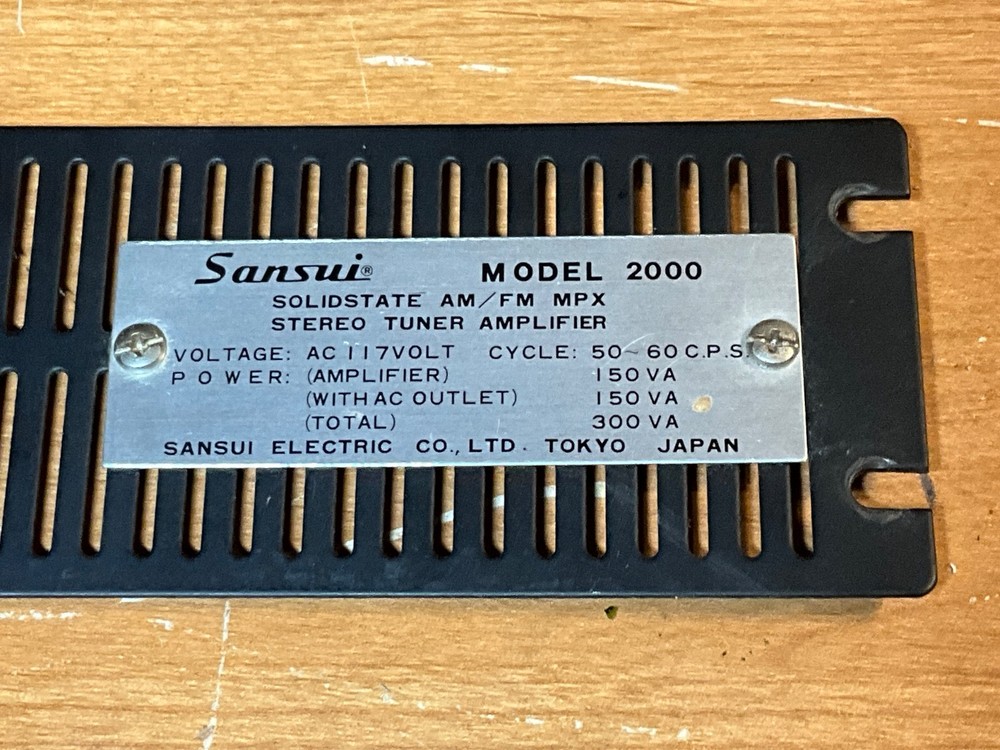 Sansui® MODEL 2000
SOLIDSTATE AM/FM MPX
STEREO TUNER AMPLIFIER
VOLTAGE: AC 117VOLT CYCLE: 50~60 C.P.S.
POWER: (AMPLIFIER) 150 VA
(WITH AC OUTLET) 150 VA
(TOTAL) 300 VA
SANSUI ELECTRIC CO., LTD. TOKYO JAPAN